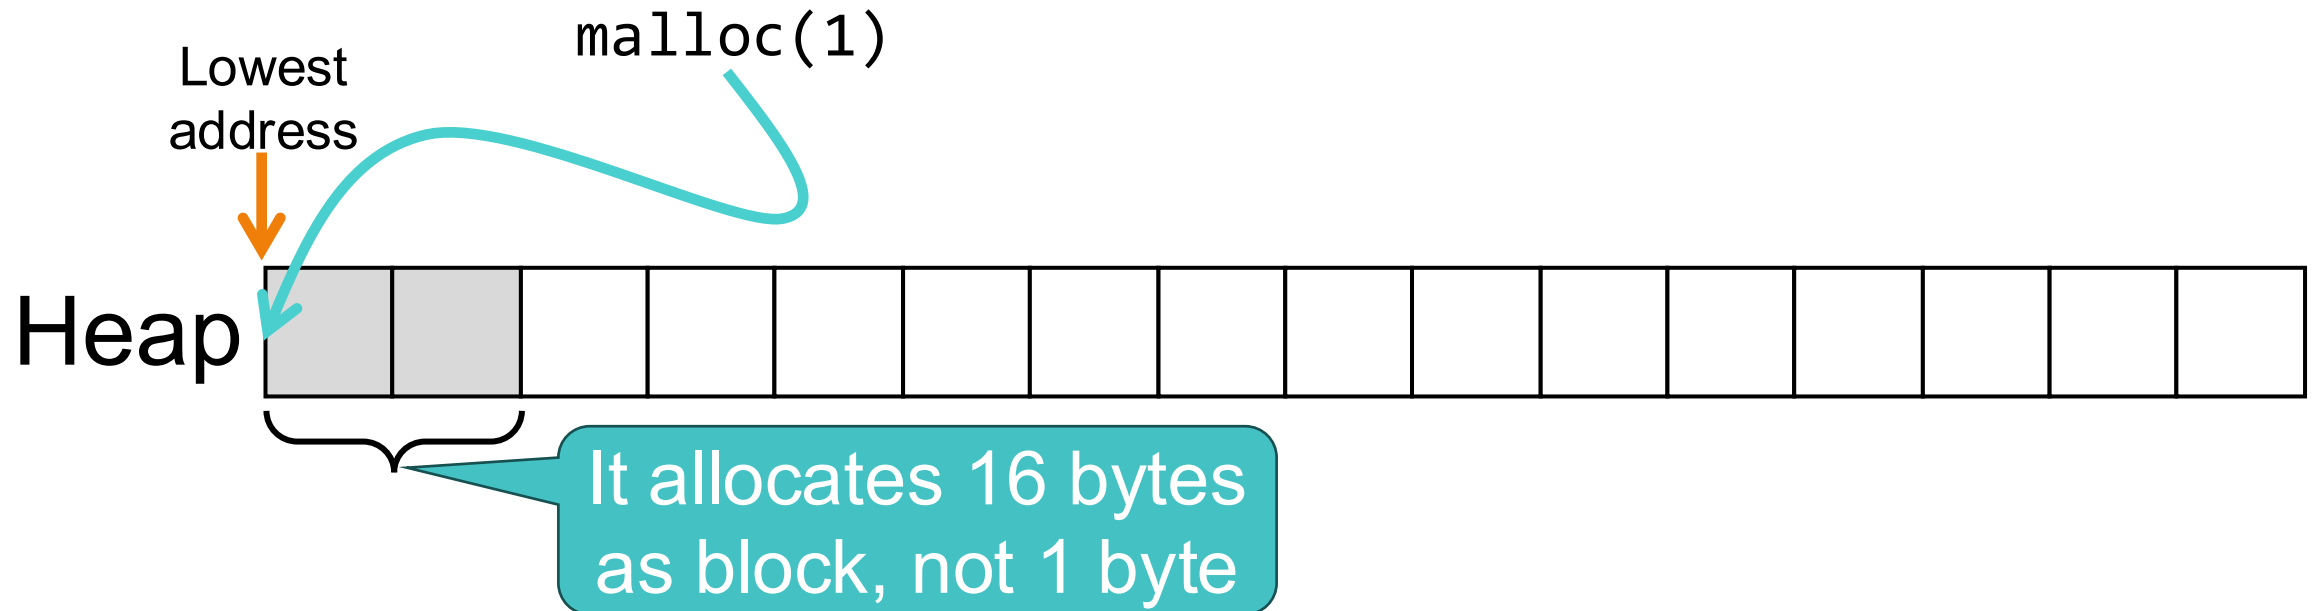 malloc(1)
Lowest
address
Heap
It allocates 16 bytes
as block, not 1 byte